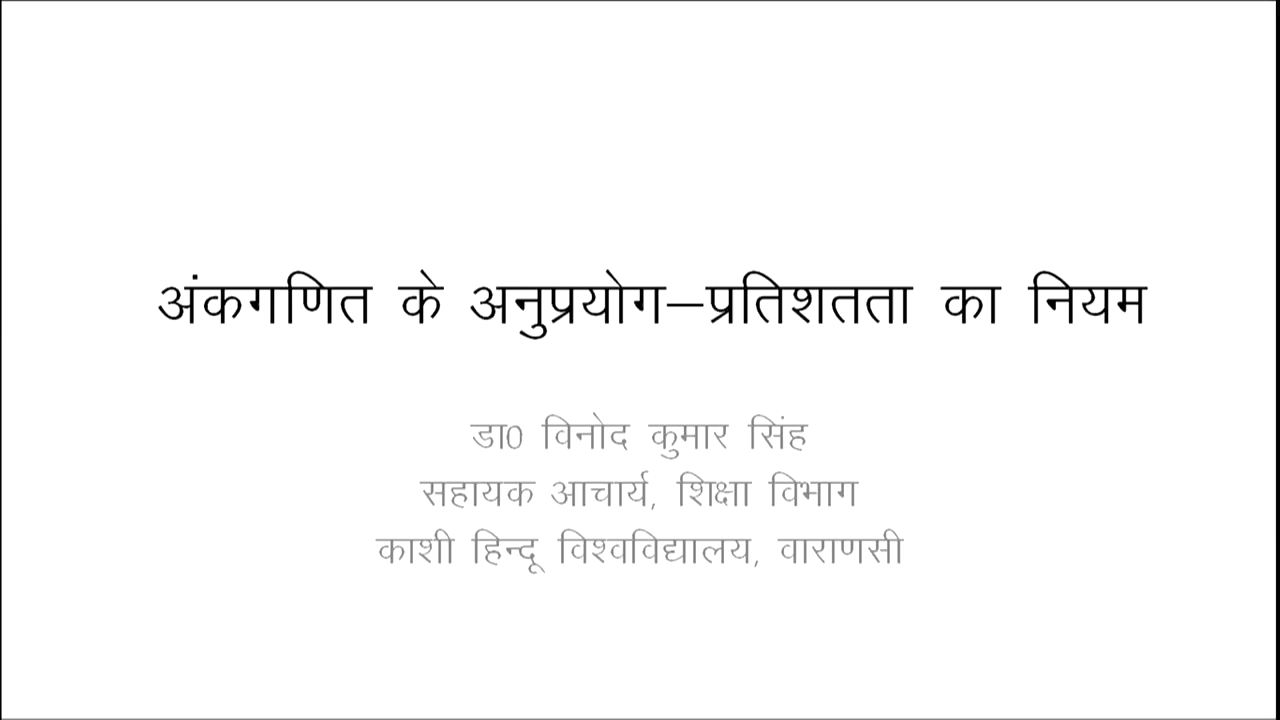 अंकगणित के अनुप्रयोग–प्रतिशतता का नियम
डा0 विनोद कुमार सिंह
सहायक आचार्य, शिक्षा विभाग
काशी हिन्दू विश्वविद्यालय, वाराणसी